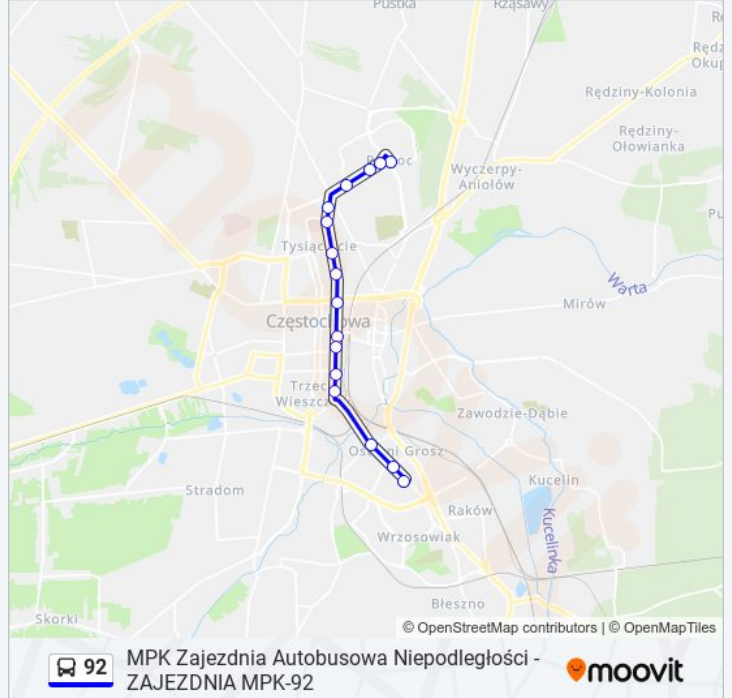 Pustka
Rząsawy
Rędziny-Kolonia
Rędziny-
Ołowianka
Wyczerpy-
Aniołów
Tysiąclecie
Warta
Mirów
Częstochowa
Trzech
Wieszczów
Zawodzie-Dąbie
Ostatni Grosz
Stradom
Kucelin
Raków
Kucelinka
Wrzosowiak
Błeszno
Skorki
© OpenStreetMap contributors | © OpenMapTiles
92
MPK Zajezdnia Autobusowa Niepodległości -
ZAJEZDNIA MPK-92
moovit